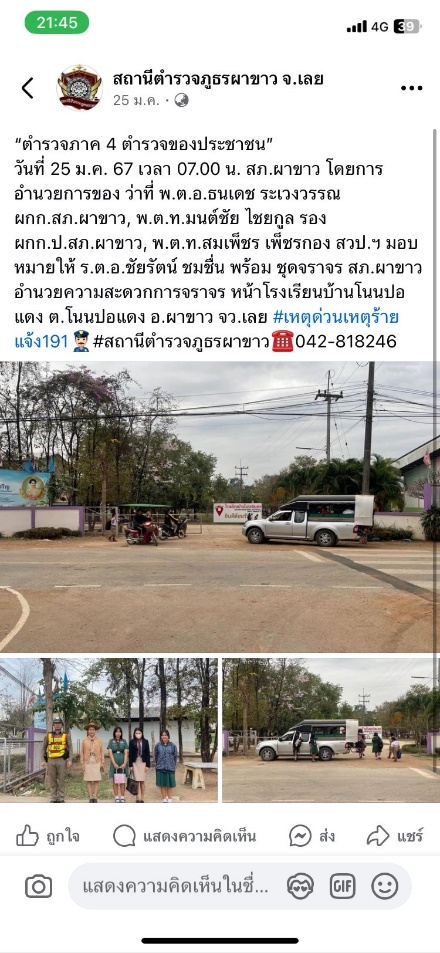 21:45
4G 39
สถานีตำรวจภูธรผาขาว จ.เลย
25 ม.ค.
“ตำรวจภาค 4 ตำรวจของประชาชน”
วันที่ 25 ม.ค. 67 เวลา 07.00 น. สภ.ผาขาว โดยการ
อำนวยการของ ว่าที่ พ.ต.อ.ธนเดช ระเวงวรรณ
ผกก.สภ.ผาขาว, พ.ต.ท.มนต์ชัย ไชยกูล รอง
ผกก.ป.สภ.ผาขาว, พ.ต.ท.สมเพ็ชร เพ็ชรกอง สวป.ฯ มอบ
หมายให้ ร.ต.อ.ชัยรัตน์ ชมชื่น พร้อม ชุดจราจร สภ.ผาขาว
อำนวยความสะดวกการจราจร หน้าโรงเรียนบ้านโนนปอ
แดง ต.โนนปอแดง อ.ผาขาว จว.เลย #เหตุด่วนเหตุร้าย
แจ้ง191 #สถานีตำรวจภูธรผาขาว 042-818246
ถูกใจ
แสดงความคิดเห็น
ส่ง
แชร์
แสดงความคิดเห็นในชื่...
GIF